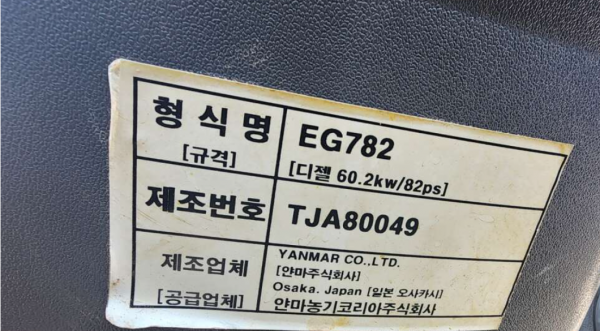 형식명 EG782
[규격] [디젤 60.2kw/82ps]
제조번호 TJA80049
제조업체 YANMAR CO.,LTD.
[얀마주식회사]
Osaka. Japan [일본 오사카시]
[공급업체] 얀마농기코리아주식회사